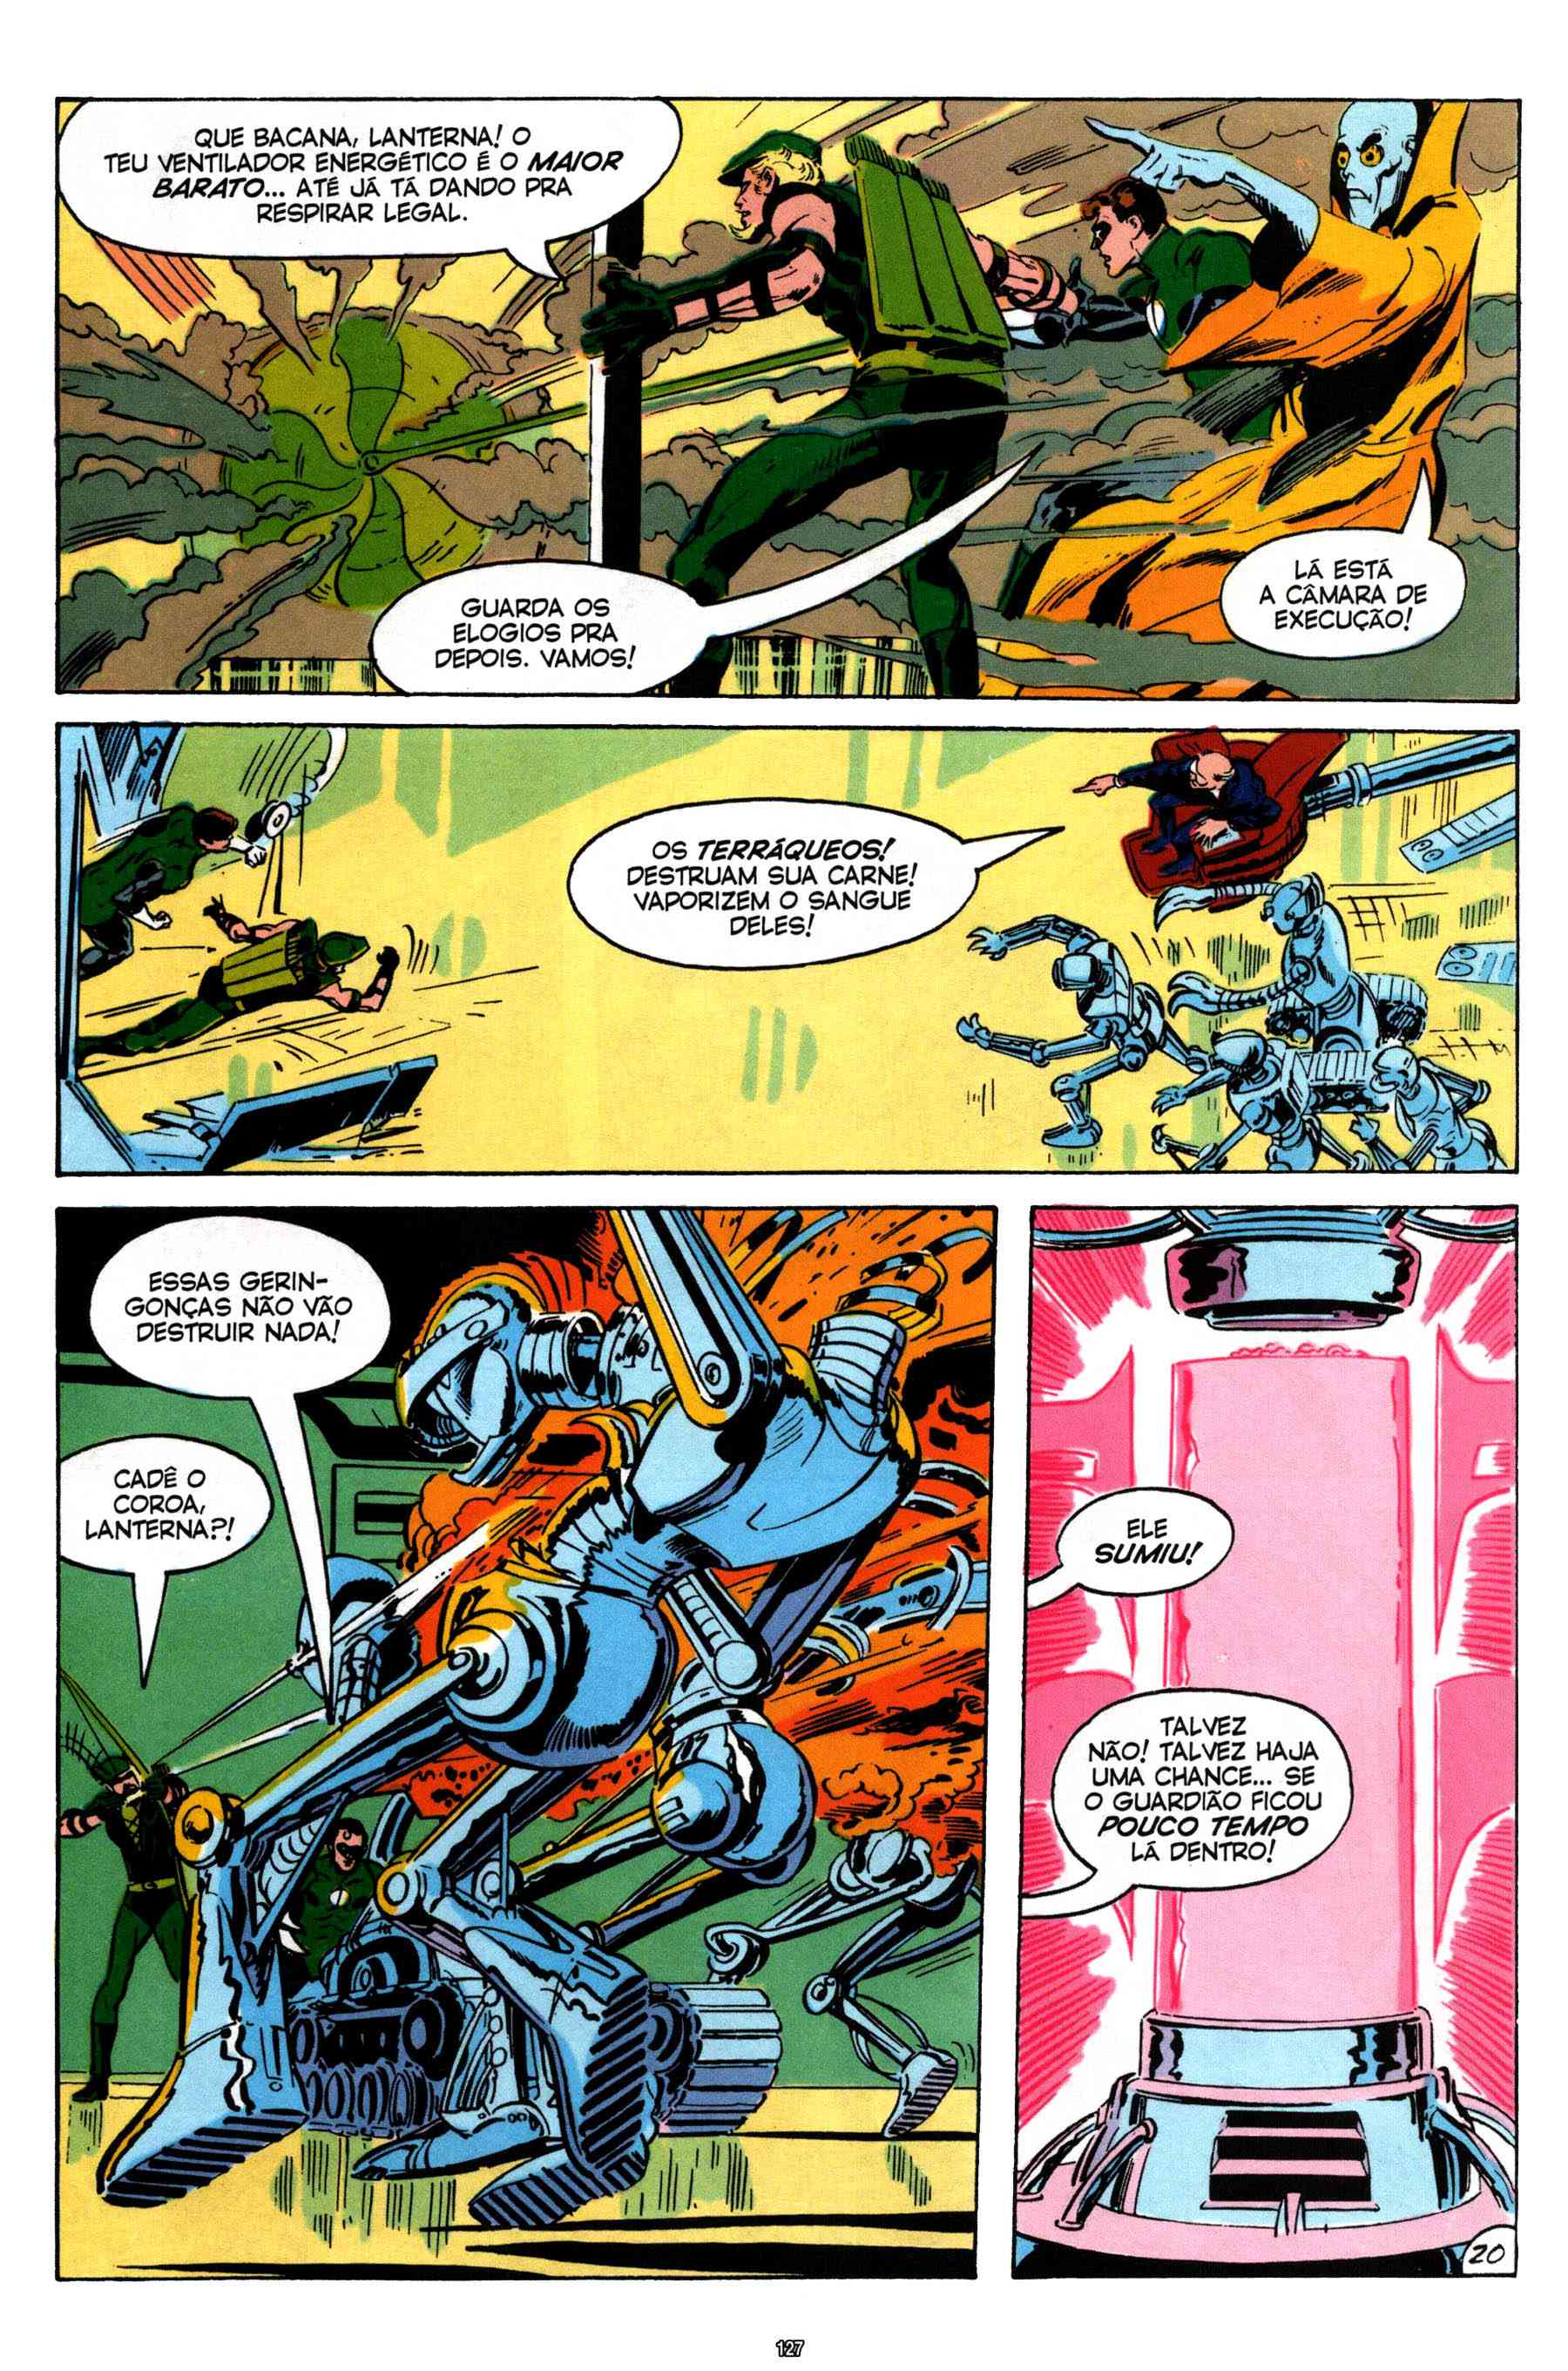 QUE BACANA, LANTERNA! O
TEU VENTILADOR ENERGÉTICO É O MAIOR
BARATO... ATÉ JÁ TÁ DANDO PRA
RESPIRAR LEGAL.
GUARDA OS
ELOGIOS PRA
DEPOIS. VAMOS!
LÁ ESTÁ
A CÂMARA DE
EXECUÇÃO!
OS TERRÁQUEOS!
DESTRUAM SUA CARNE!
VAPORIZEM O SANGUE
DELES!
ESSAS GERIN-
GONÇAS NÃO VÃO
DESTRUIR NADA!
CADÊ O
COROA,
LANTERNA?!
ELE
SUMIU!
TALVEZ
NÃO! TALVEZ HAJA
UMA CHANCE... SE
O GUARDIÃO FICOU
POUCO TEMPO
LÁ DENTRO!
20
127